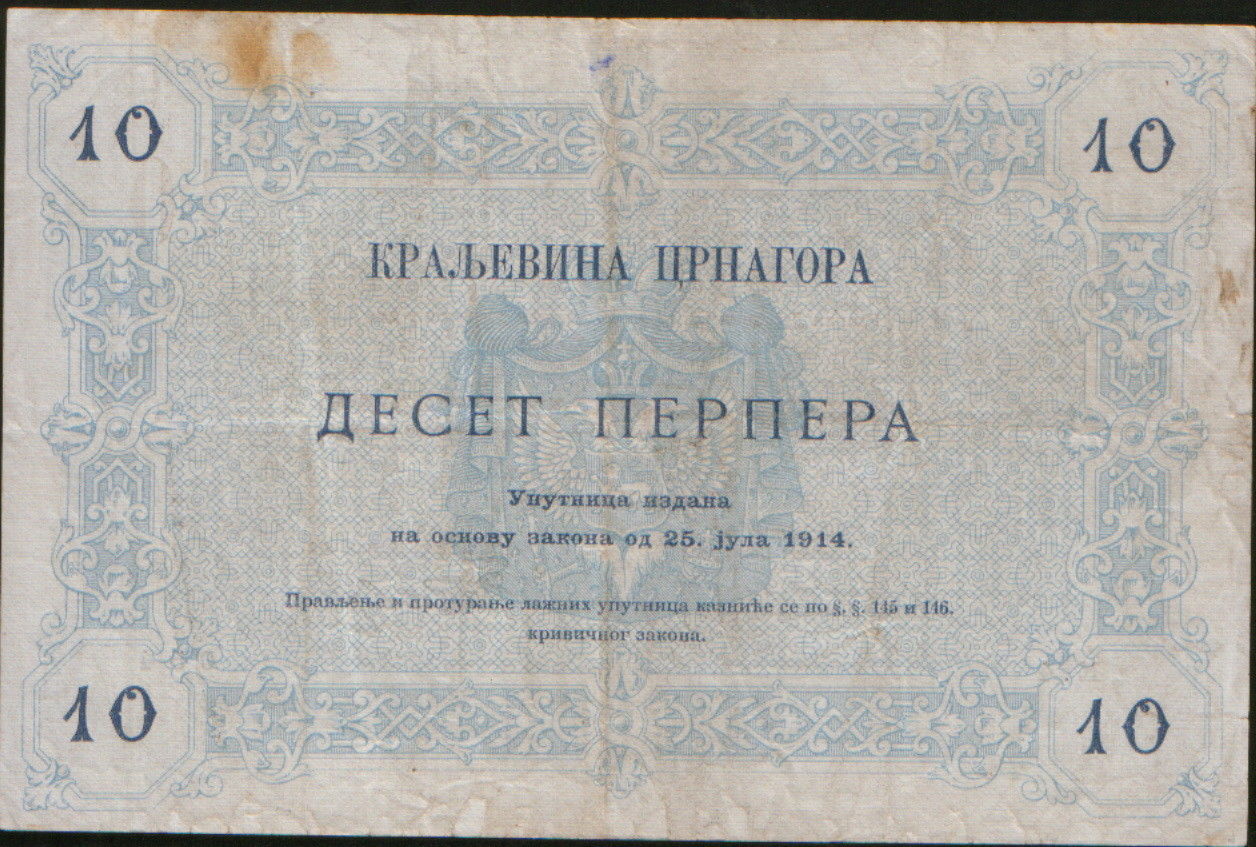 10 10
КРАЉЕВИНА ЦРНАГОРА
ДЕСЕТ ПЕРПЕРА
Упутница издана
на основу закона од 25. јула 1914.
Прављење и протурање лажних упутница казниће се по §. §. 145 и 146.
кривичног закона.
10 10